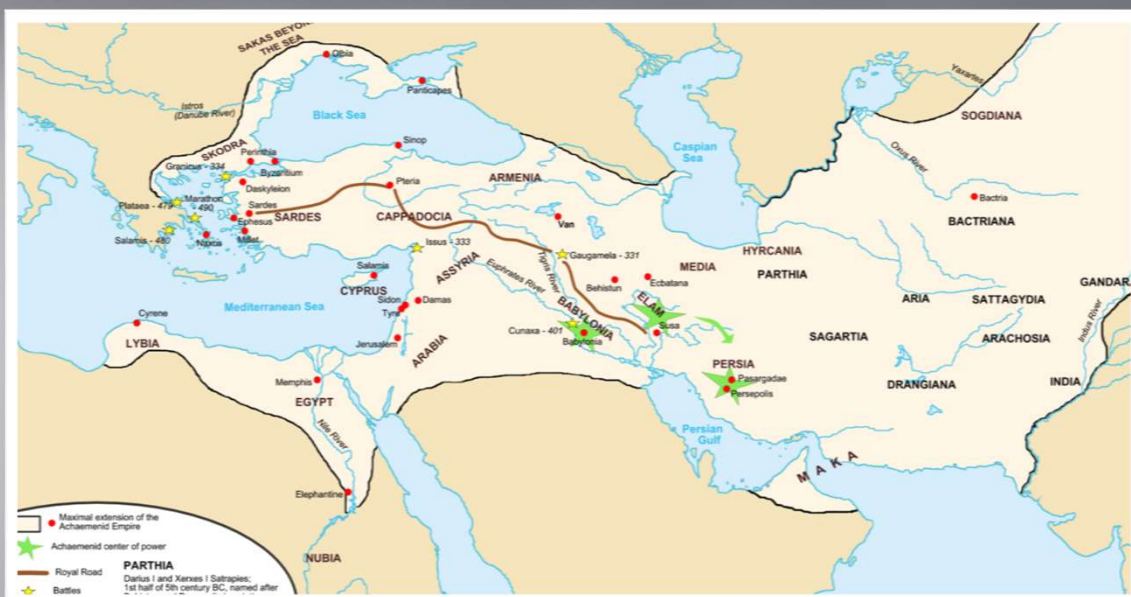 SAKAS BEYON
THE SEA
Olbia
Panticapes
Istros
(Danube River)
Black Sea
Yaxartes
SOGDIANA
Caspian
Sea
Oxus River
SKODRA
Perinthia
Sinop
Granicus - 334
Byzantium
Daskyleion
Pteria
ARMENIA
Bactria
BACTRIANA
Marathon
- 490
Plataea - 479
Sardes
SARDES
CAPPADOCIA
Ephesus
Van
Salamis - 480
Naxos
Millet
Issus - 333
Gaugamela - 331
HYRCANIA
MEDIA
PARTHIA
ASSYRIA
Euphrates River
Tigris River
Behistun
Ecbatana
GANDAR
Salamia
CYPRUS
Mediterranean Sea
Sidon
Damas
Tyre
BABYLONIA
ELAM
ARIA
SATTAGYDIA
Indus River
Cyrene
LYBIA
Cunaxa - 401
Babylonia
Susa
SAGARTIA
ARACHOSIA
Jerusalem
ARABIA
PERSIA
Memphis
EGYPT
Pasargadae
Persepolis
DRANGIANA
INDIA
Nile River
Persian
Gulf
MAKA
Elephantine
NUBIA
Maximal extension of the
Achaemenid Empire
Achaemenid center of power
Royal Road
Battles
PARTHIA
Darius I and Xerxes I Satrapies;
1st half of 5th century BC, named after